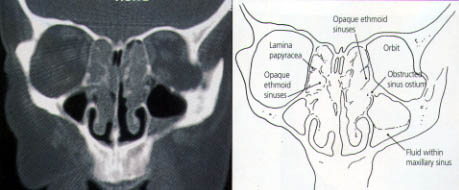 Opaque ethmoid
sinuses
Lamina
papyracea
Orbit
Opaque
ethmoid
sinuses
Obstructed
sinus ostium
Fluid within
maxillary sinus